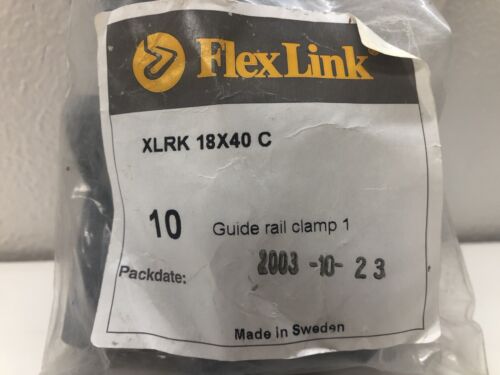 FlexLink®
XLRK 18X40 C
10 Guide rail clamp 1
Packdate: 2003-10-23
Made in Sweden